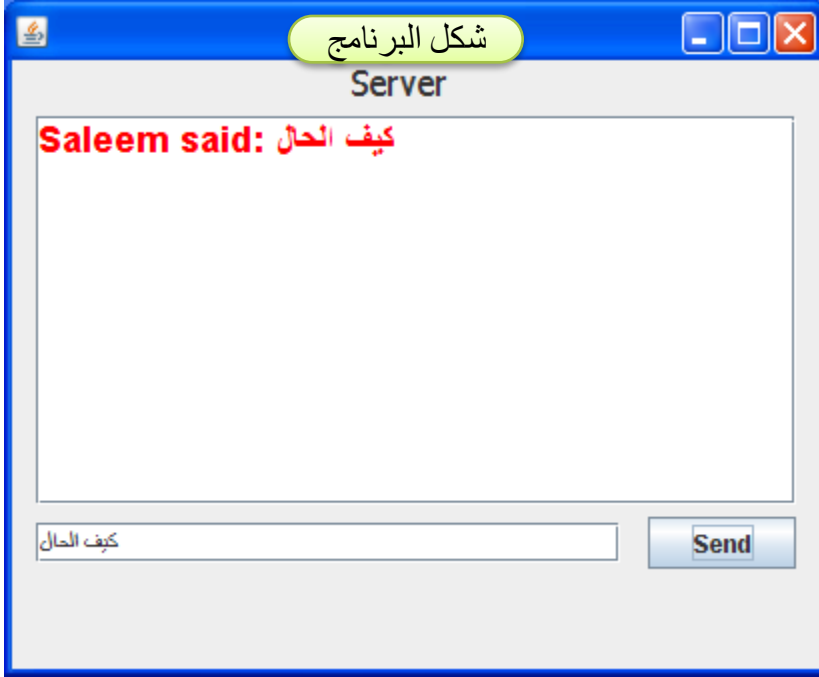 شكل البرنامج
Server
Saleem said: كيف الحال
كيف الحال
Send